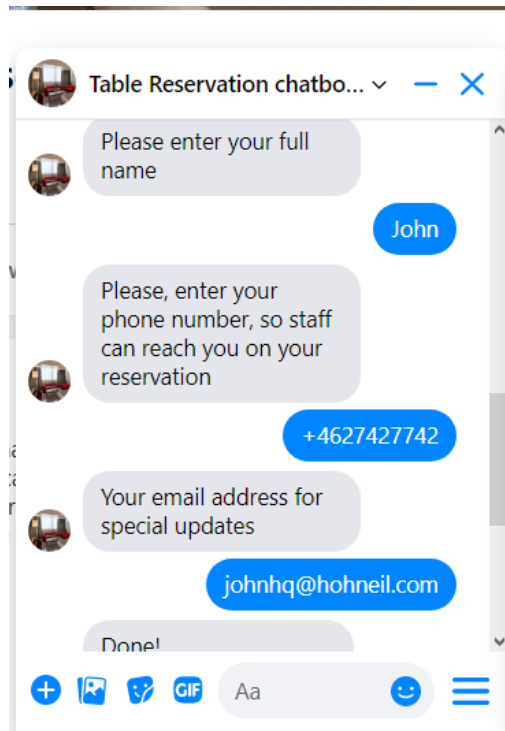 Table Reservation chatbo...
Please enter your full
name
John
Please, enter your
phone number, so staff
can reach you on your
reservation
+4627427742
Your email address for
special updates
johnhq@hohneil.com
Done!
GIF
Aa